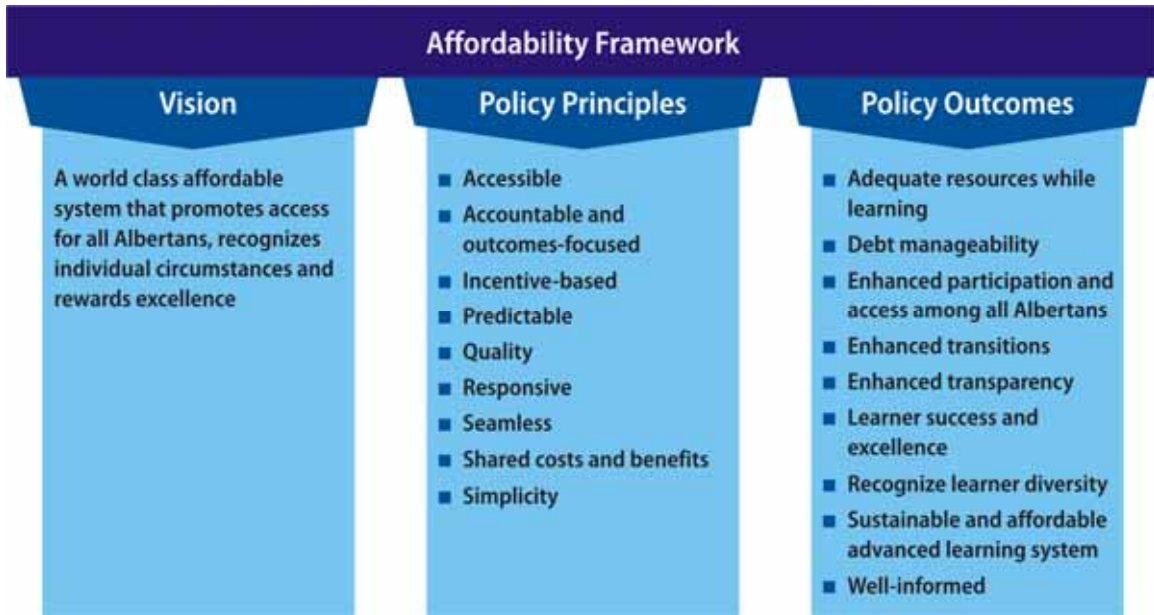 Affordability Framework
Vision
A world class affordable
system that promotes access
for all Albertans, recognizes
individual circumstances and
rewards excellence
Policy Principles
■ Accessible
■ Accountable and
outcomes-focused
■ Incentive-based
■ Predictable
■ Quality
■ Responsive
■ Seamless
■ Shared costs and benefits
■ Simplicity
Policy Outcomes
■ Adequate resources while
learning
■ Debt manageability
■ Enhanced participation and
access among all Albertans
■ Enhanced transitions
■ Enhanced transparency
■ Learner success and
excellence
■ Recognize learner diversity
■ Sustainable and affordable
advanced learning system
■ Well-informed